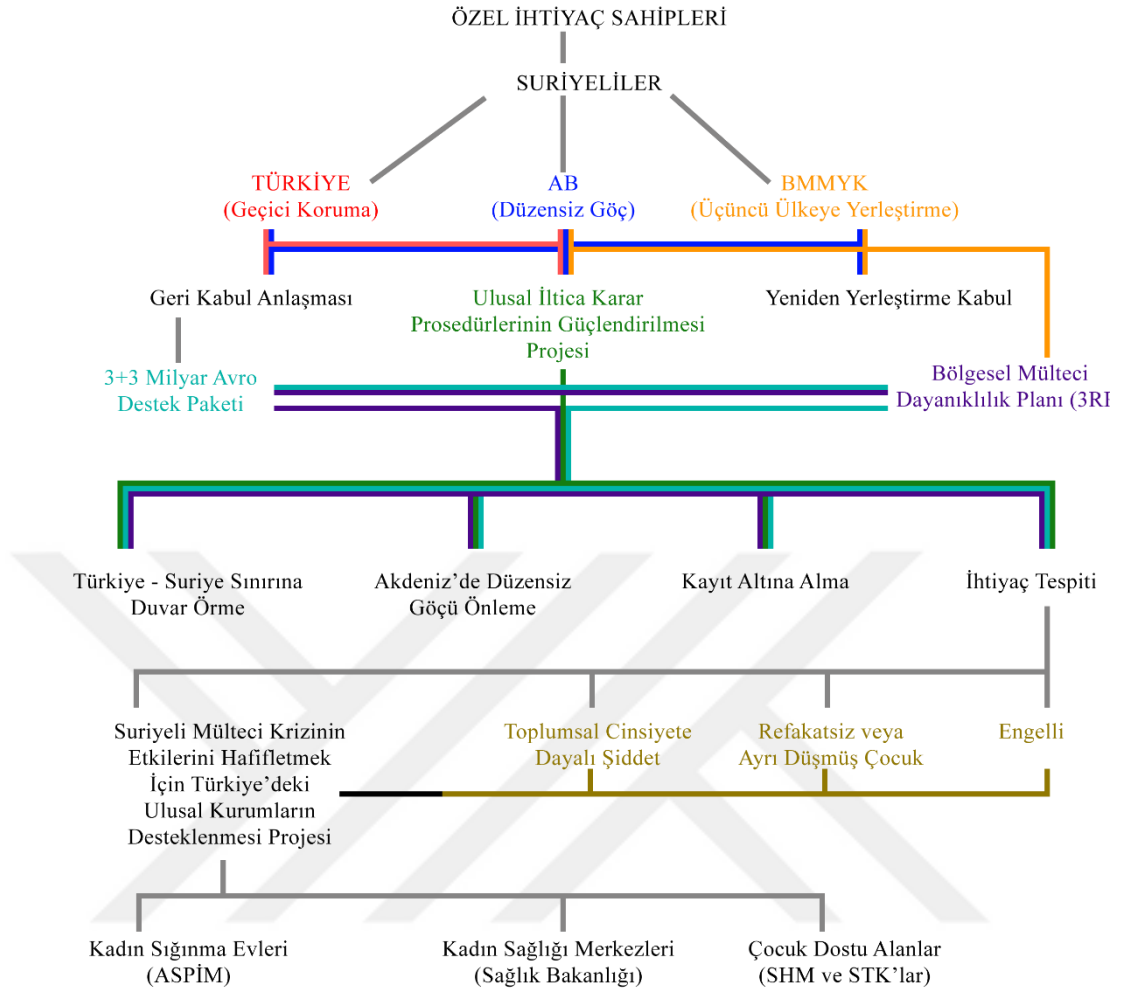 ÖZEL İHTİYAÇ SAHİPLERİ
SURİYELİLER
TÜRKİYE
(Geçici Koruma)
AB
(Düzensiz Göç)
BMMYK
(Üçüncü Ülkeye Yerleştirme)
Geri Kabul Anlaşması
Ulusal İltica Karar
Prosedürlerinin Güçlendirilmesi
Projesi
Yeniden Yerleştirme Kabul
3+3 Milyar Avro
Destek Paketi
Bölgesel Mülteci
Dayanıklılık Planı (3RI
Türkiye - Suriye Sınırına
Duvar Örme
Akdeniz’de Düzensiz
Göçü Önleme
Kayıt Altına Alma
İhtiyaç Tespiti
Suriyeli Mülteci Krizinin
Etkilerini Hafifletmek
İçin Türkiye’deki
Ulusal Kurumların
Desteklenmesi Projesi
Toplumsal Cinsiyete
Dayalı Şiddet
Refakatsiz veya
Ayrı Düşmüş Çocuk
Engelli
Kadın Sığınma Evleri
(ASPİM)
Kadın Sağlığı Merkezleri
(Sağlık Bakanlığı)
Çocuk Dostu Alanlar
(SHM ve STK’lar)